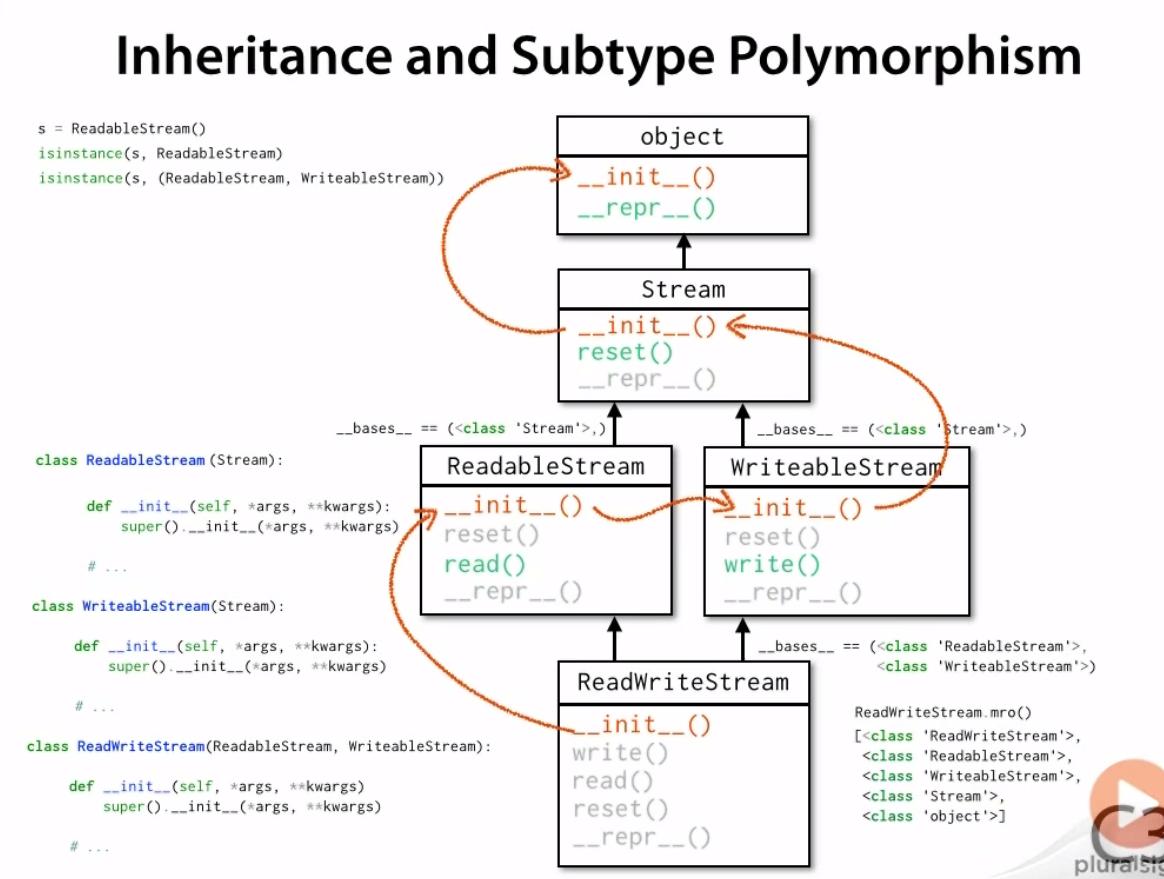 Inheritance and Subtype Polymorphism
s = ReadableStream()
isinstance(s, ReadableStream)
isinstance(s, (ReadableStream, WriteableStream))
object
__init__()
__repr__()
Stream
__init__()
reset()
__repr__()
__bases__ == (<class 'Stream'>,)
__bases__ == (<class 'Stream'>,)
ReadableStream
__init__()
reset()
read()
__repr__()
WriteableStream
__init__()
reset()
write()
__repr__()
class ReadableStream(Stream):
def __init__(self, *args, **kwargs):
super().__init__(*args, **kwargs)
# ...
class WriteableStream(Stream):
def __init__(self, *args, **kwargs):
super().__init__(*args, **kwargs)
# ...
class ReadWriteStream(ReadableStream, WriteableStream):
def __init__(self, *args, **kwargs)
super().__init__(*args, **kwargs)
# ...
__bases__ == (<class 'ReadableStream'>,
<class 'WriteableStream'>)
ReadWriteStream
__init__()
write()
read()
reset()
__repr__()
ReadWriteStream.mro()
[<class 'ReadWriteStream'>,
<class 'ReadableStream'>,
<class 'WriteableStream'>,
<class 'Stream'>,
<class 'object'>]
C3